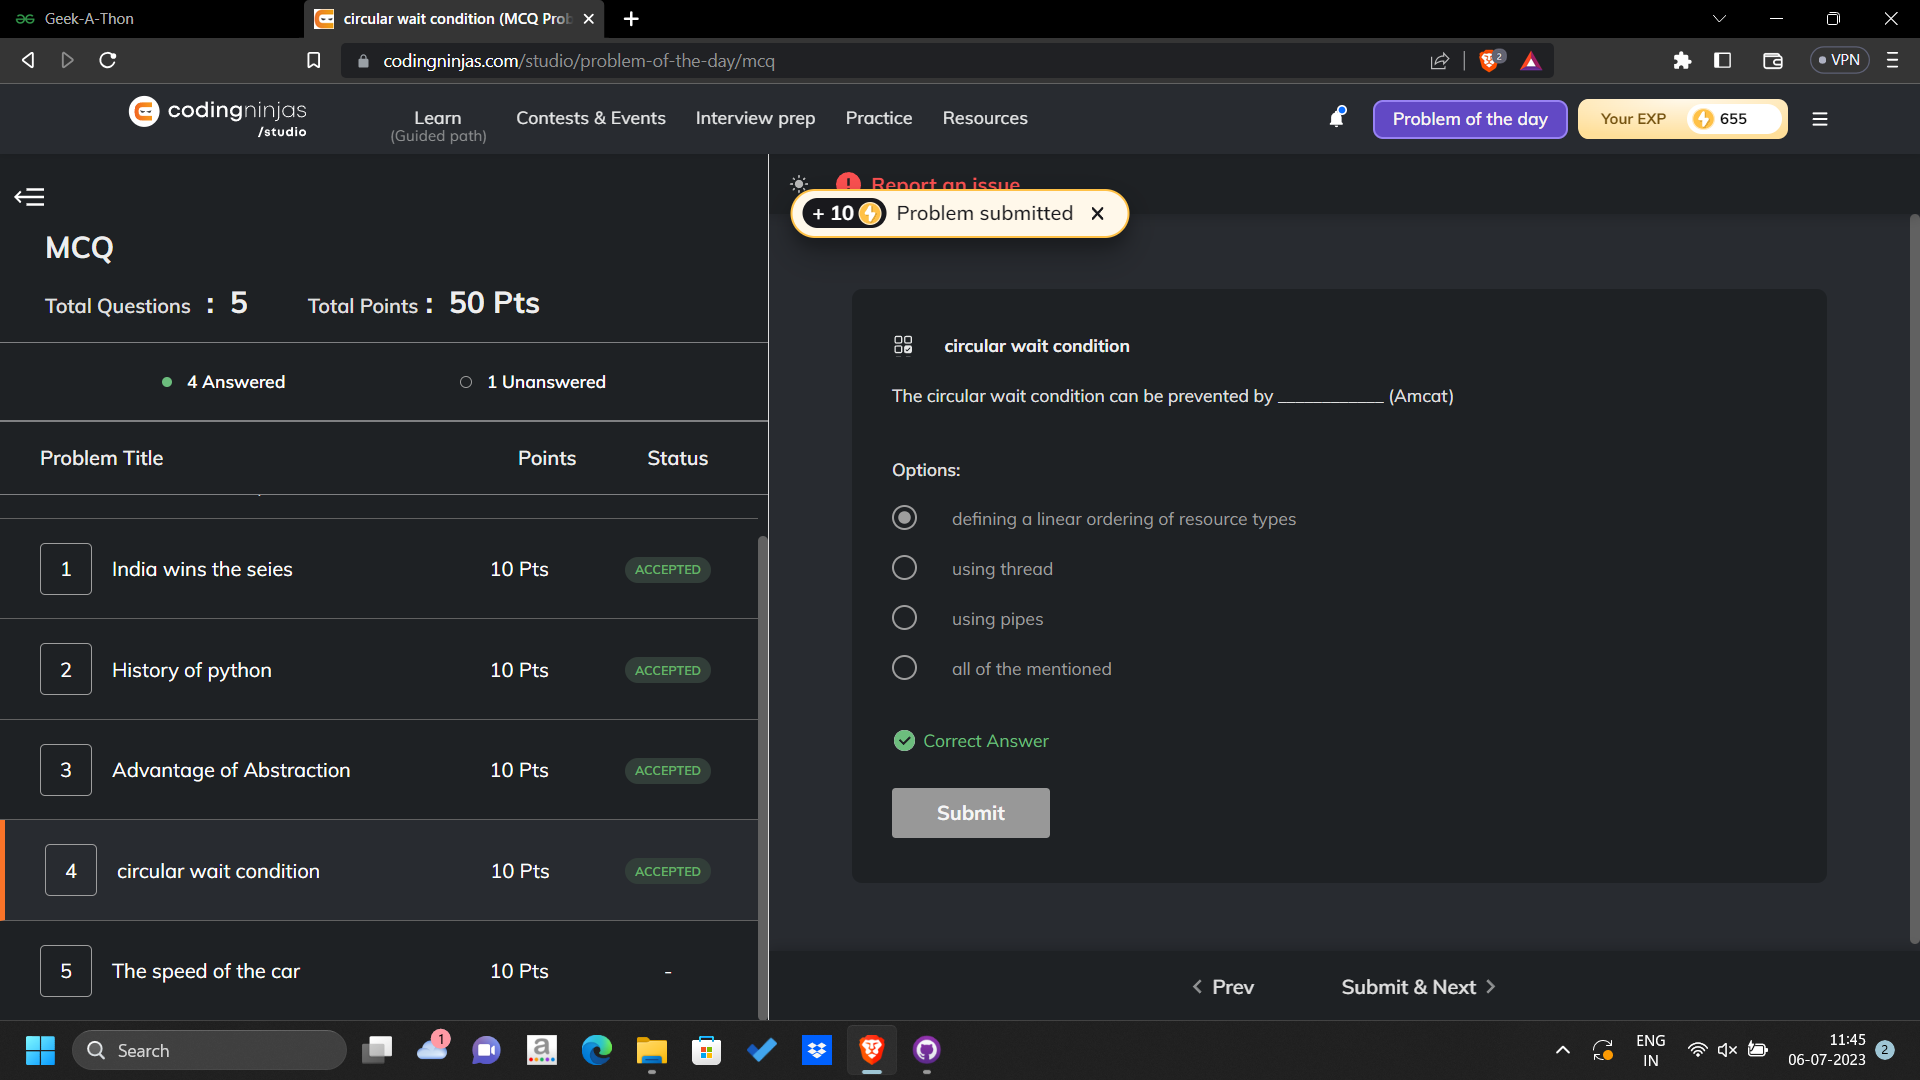 Geek-A-Thon
circular wait condition (MCQ Prob
codingninjas.com/studio/problem-of-the-day/mcq
2
VPN
codingninjas
/studio
Learn
(Guided path)
Contests & Events
Interview prep
Practice
Resources
Problem of the day
Your EXP
655
Report an issue
+ 10
Problem submitted
MCQ
Total Questions : 5
Total Points : 50 Pts
4 Answered
1 Unanswered
Problem Title Points Status
1 India wins the seies 10 Pts ACCEPTED
2 History of python 10 Pts ACCEPTED
3 Advantage of Abstraction 10 Pts ACCEPTED
4 circular wait condition 10 Pts ACCEPTED
5 The speed of the car 10 Pts -
circular wait condition
The circular wait condition can be prevented by ____________ (Amcat)
Options:
defining a linear ordering of resource types
using thread
using pipes
all of the mentioned
Correct Answer
Submit
Prev
Submit & Next
Search
1
a
ENG
IN
11:45
06-07-2023
2